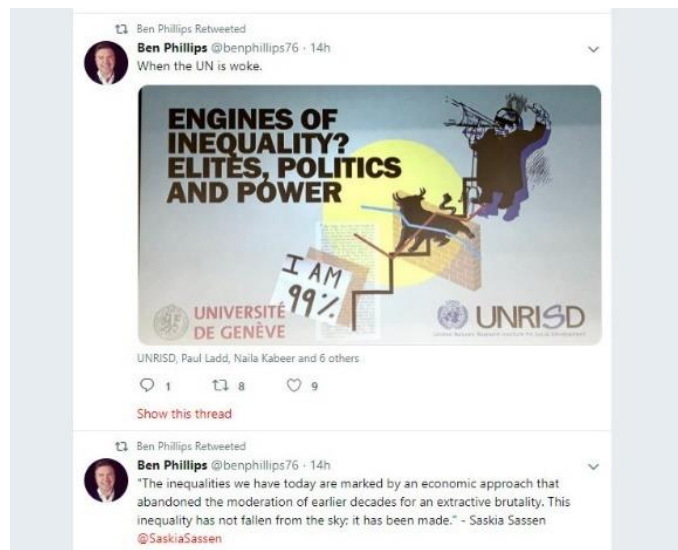 Ben Phillips Retweeted
Ben Phillips @benphillips76 · 14h
When the UN is woke.
ENGINES OF
INEQUALITY?
ELITES, POLITICS
AND POWER
I AM
99%
UNIVERSITÉ
DE GENÈVE
UNRISD
UNRISD, Paul Ladd, Naila Kabeer and 6 others
1 8 9
Show this thread
Ben Phillips Retweeted
Ben Phillips @benphillips76 · 14h
"The inequalities we have today are marked by an economic approach that
abandoned the moderation of earlier decades for an extractive brutality. This
inequality has not fallen from the sky; it has been made." - Saskia Sassen
@SaskiaSassen